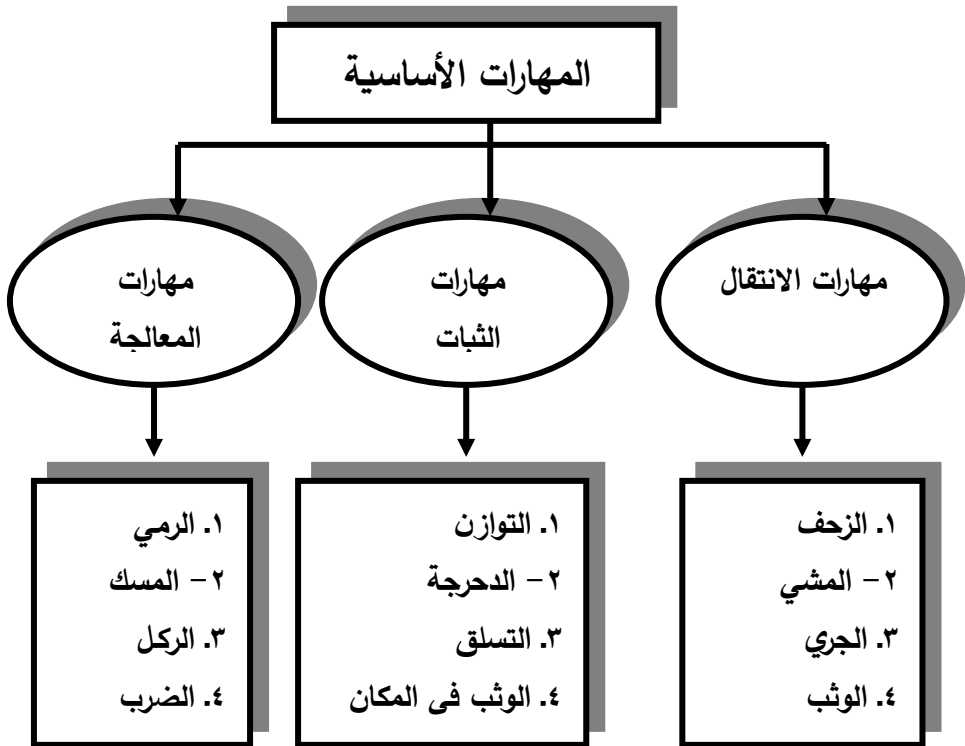 المهارات الأساسية
مهارات الانتقال
مهارات
الثبات
مهارات
المعالجة
١. الزحف
٢- المشي
٣. الجري
٤. الوثب
١. التوازن
٢- الدحرجة
٣. التسلق
٤. الوثب فى المكان
١. الرمي
٢- المسك
٣. الركل
٤. الضرب